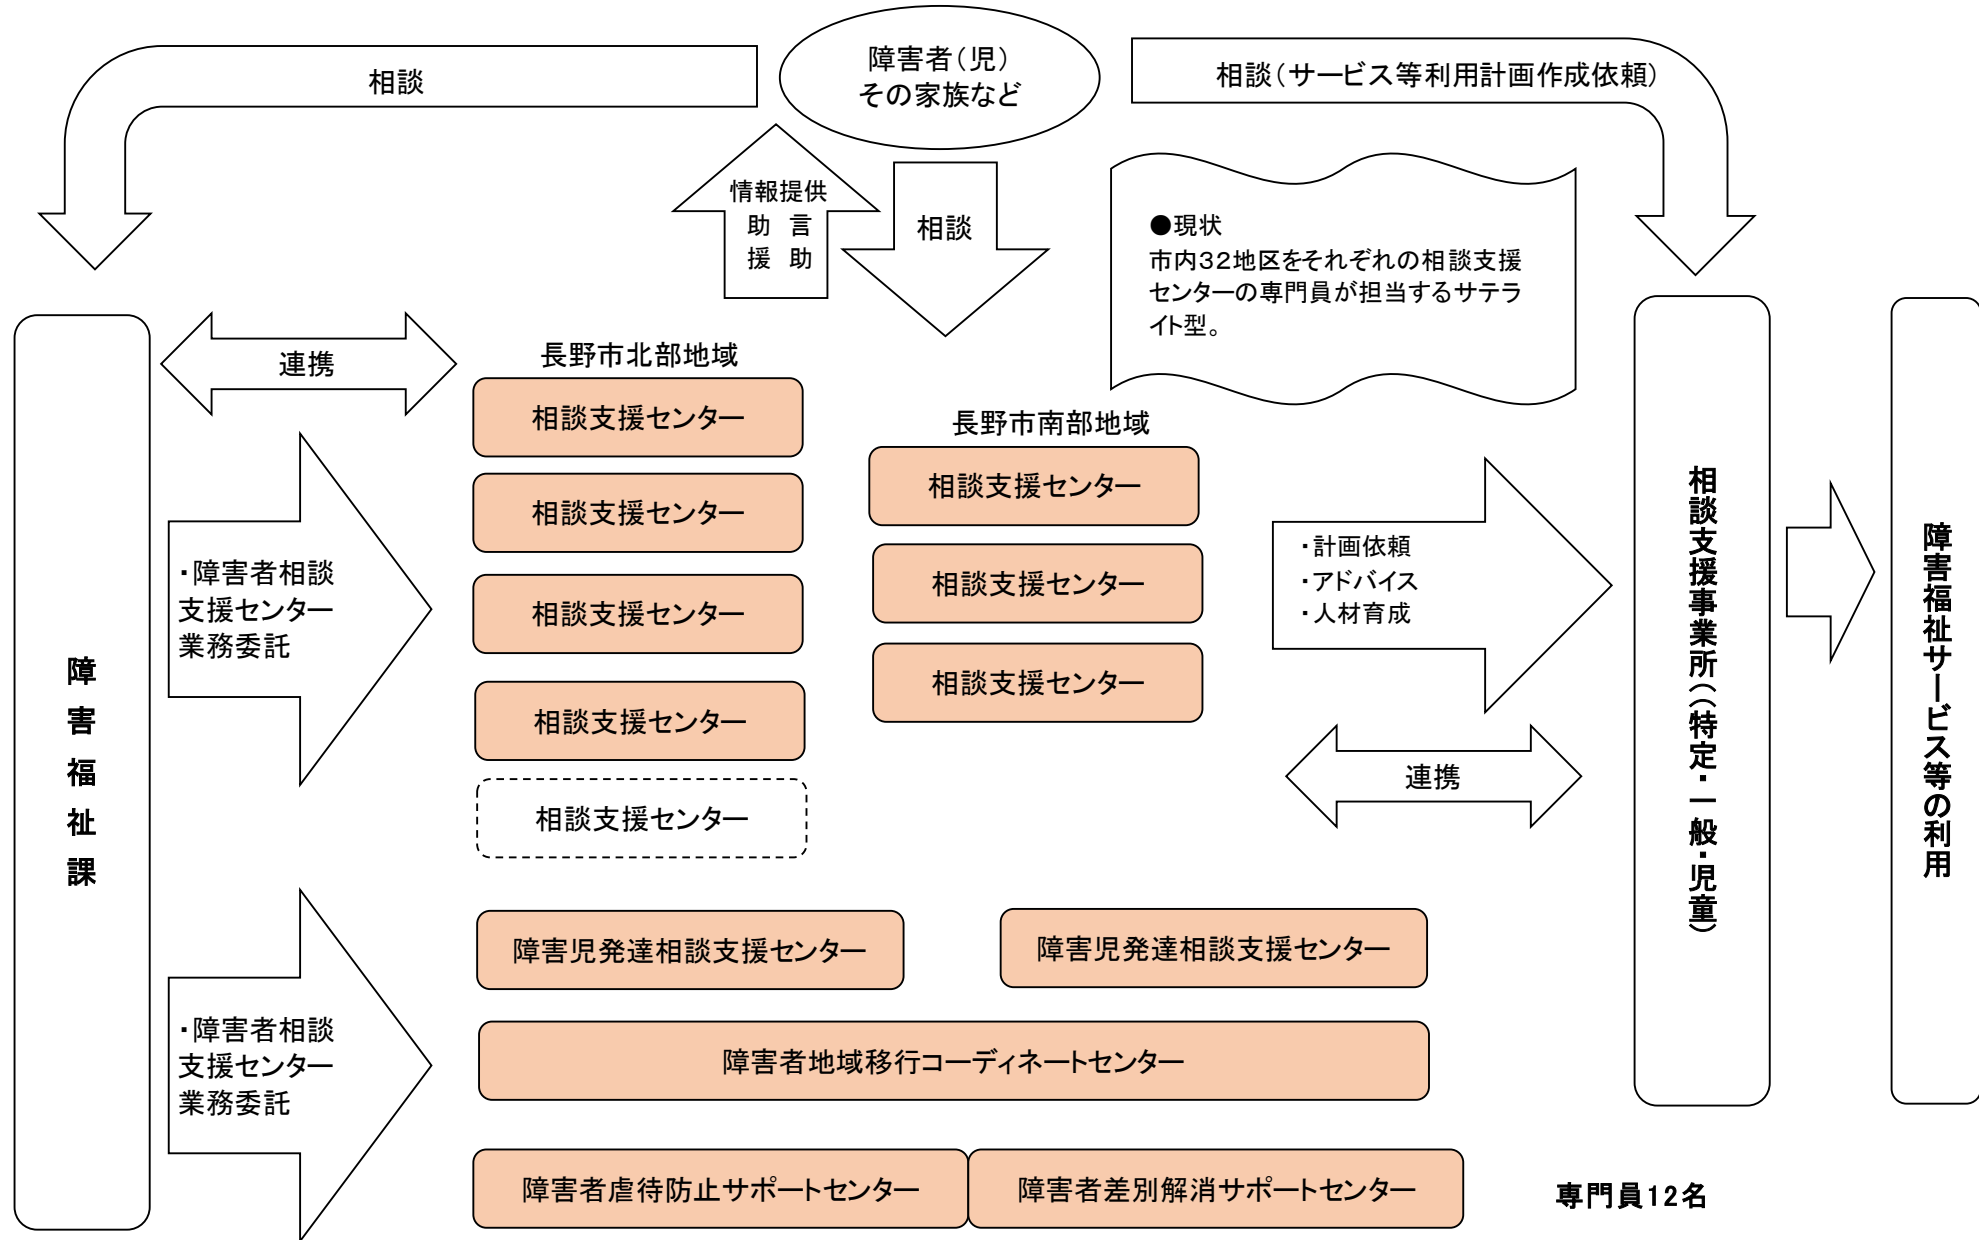 障害者（児）
その家族など
相談
相談（サービス等利用計画作成依頼）
情報提供
助　言
援　助
相談
●現状
市内３２地区をそれぞれの相談支援
センターの専門員が担当するサテラ
イト型。
連携
長野市北部地域
相談支援センター
相談支援センター
相談支援センター
相談支援センター
相談支援センター
長野市南部地域
相談支援センター
相談支援センター
相談支援センター
・障害者相談
支援センター
業務委託
・計画依頼
・アドバイス
・人材育成
連携
障害福祉課
相談支援事業所（（特定・一般・児童）
障害福祉サービス等の利用
障害児発達相談支援センター
障害児発達相談支援センター
・障害者相談
支援センター
業務委託
障害者地域移行コーディネートセンター
障害者虐待防止サポートセンター
障害者差別解消サポートセンター
専門員12名